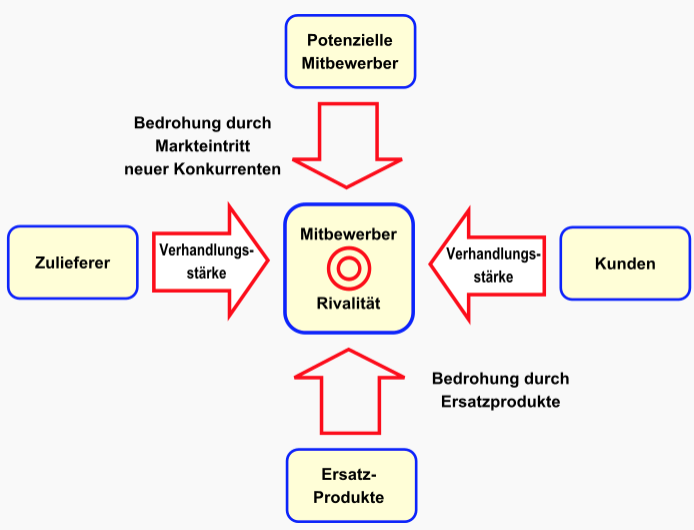 Potenzielle
Mitbewerber
Bedrohung durch
Markteintritt
neuer Konkurrenten
Zulieferer
Verhandlungs-
stärke
Mitbewerber
Rivalität
Verhandlungs-
stärke
Kunden
Bedrohung durch
Ersatzprodukte
Ersatz-
Produkte